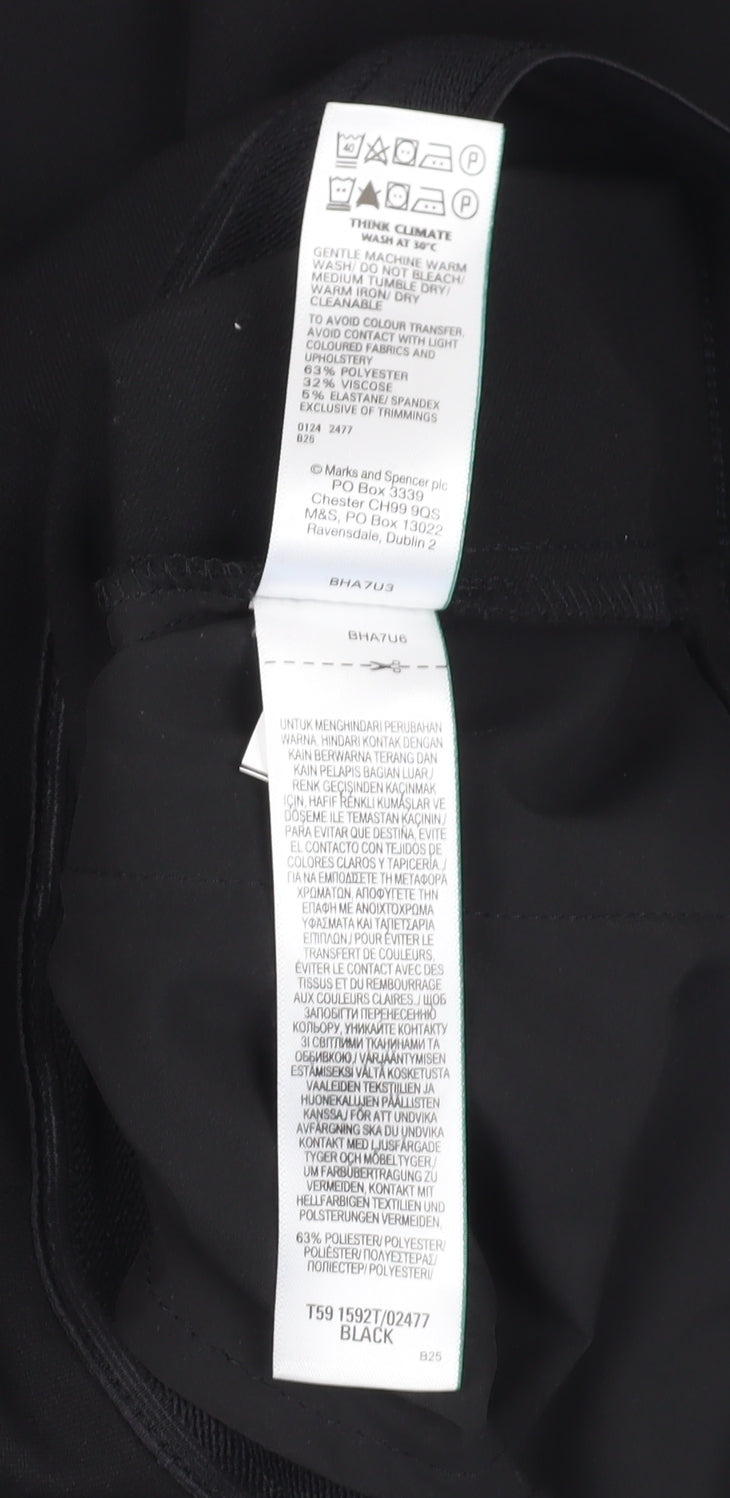 40 P
P
THINK CLIMATE
WASH AT 30°C
GENTLE MACHINE WARM
WASH/ DO NOT BLEACH/
MEDIUM TUMBLE DRY/
WARM IRON/ DRY
CLEANABLE
TO AVOID COLOUR TRANSFER,
AVOID CONTACT WITH LIGHT
COLOURED FABRICS AND
UPHOLSTERY
63% POLYESTER
32% VISCOSE
5% ELASTANE/ SPANDEX
EXCLUSIVE OF TRIMMINGS
0124 2477
B25
© Marks and Spencer plc
PO Box 3339
Chester CH99 9QS
M&S, PO Box 13022
Ravensdale, Dublin 2
BHA7U3
BHA7U6
UNTUK MENGHINDARI PERUBAHAN
WARNA, HINDARI KONTAK DENGAN
KAIN BERWARNA TERANG DAN
KAIN PELAPIS BAGIAN LUAR./
RENK GEÇİŞİNDEN KAÇINMAK
İÇİN, HAFİF RENKLİ KUMAŞLAR VE
DÖŞEME İLE TEMASTAN KAÇININ/
PARA EVITAR QUE DESTIÑA, EVITE
EL CONTACTO CON TEJIDOS DE
COLORES CLAROS Y TAPICERÍA./
ΓΙΑ ΝΑ ΕΜΠΟΔΙΣΕΤΕ ΤΗ ΜΕΤΑΦΟΡΑ
ΧΡΩΜΑΤΩΝ, ΑΠΟΦΥΓΕΤΕ ΤΗΝ
ΕΠΑΦΗ ΜΕ ΑΝΟΙΧΤΟΧΡΩΜΑ
ΥΦΑΣΜΑΤΑ ΚΑΙ ΤΑΠΕΤΣΑΡΙΑ
ΕΠΙΠΛΩΝ./ POUR ÉVITER LE
TRANSFERT DE COULEURS,
ÉVITER LE CONTACT AVEC DES
TISSUS ET DU REMBOURRAGE
AUX COULEURS CLAIRES./ ЩОБ
ЗАПОБІГТИ ПЕРЕНЕСЕННЮ
КОЛЬОРУ, УНИКАЙТЕ КОНТАКТУ
ЗІ СВІТЛИМИ ТКАНИНАМИ ТА
ОББИВКОЮ./ VÄRJÄÄNTYMISEN
ESTÄMISEKSI VÄLTÄ KOSKETUSTA
VAALEIDEN TEKSTIILIEN JA
HUONEKALUJEN PÄÄLLISTEN
KANSSA./ FÖR ATT UNDVIKA
AVFÄRGNING SKA DU UNDVIKA
KONTAKT MED LJUSFÄRGADE
TYGER OCH MÖBELTYGER./
UM FARBÜBERTRAGUNG ZU
VERMEIDEN, KONTAKT MIT
HELLFARBIGEN TEXTILIEN UND
POLSTERUNGEN VERMEIDEN.
63% POLIESTER/ POLYESTER/
POLIÉSTER/ ΠΟΛΥΕΣΤΕΡΑΣ/
ПОЛІЕСТЕР/ POLYESTERI/
T59 1592T/02477
BLACK
B25